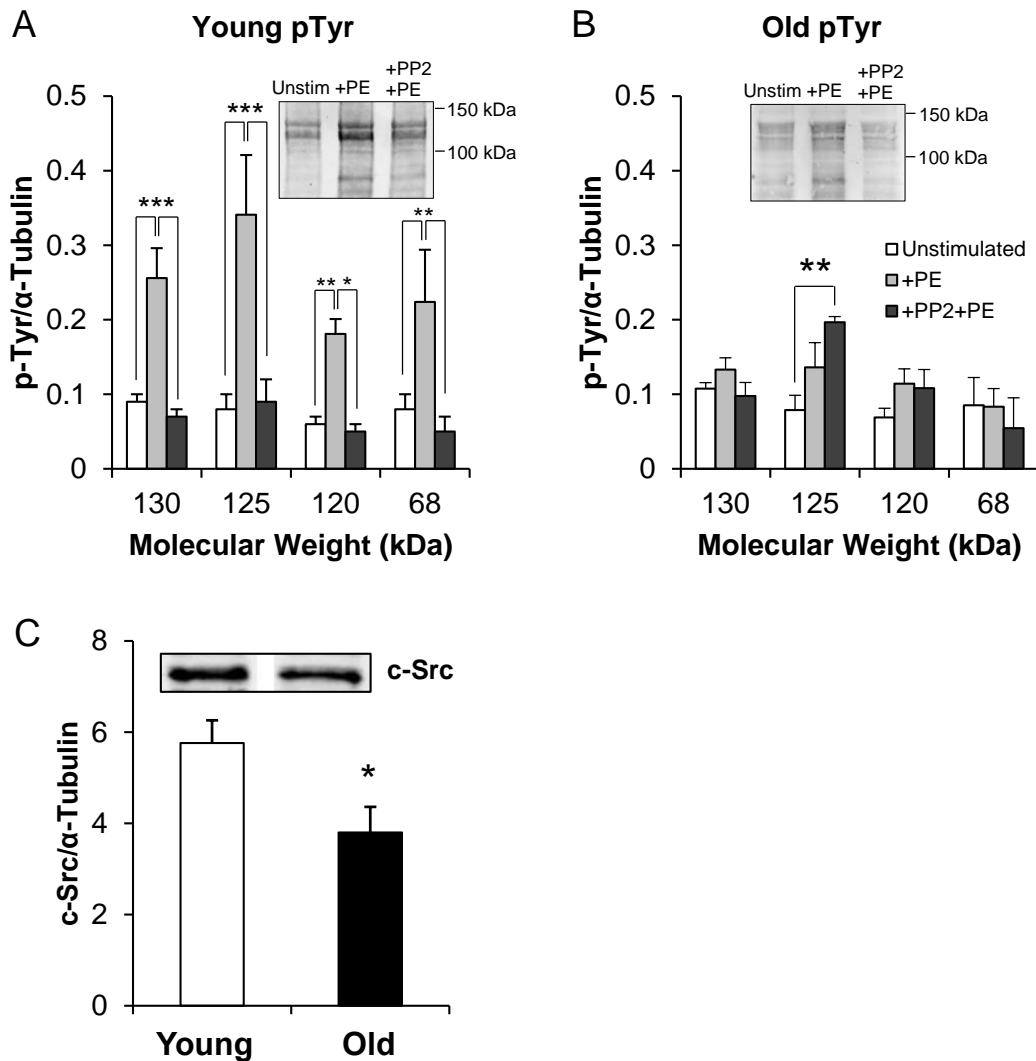 A
Young pTyr
Unstim +PE +PP2
+PE
150 kDa
100 kDa
p-Tyr/α-Tubulin
0.5
0.4
0.3
0.2
0.1
0
***
***
** *
**
130 125 120 68
Molecular Weight (kDa)
B
Old pTyr
Unstim +PE +PP2
+PE
150 kDa
100 kDa
p-Tyr/α-Tubulin
0.5
0.4
0.3
0.2
0.1
0
Unstimulated
+PE
+PP2+PE
**
130 125 120 68
Molecular Weight (kDa)
C
c-Src/α-Tubulin
8
6
4
2
0
c-Src
*
Young Old